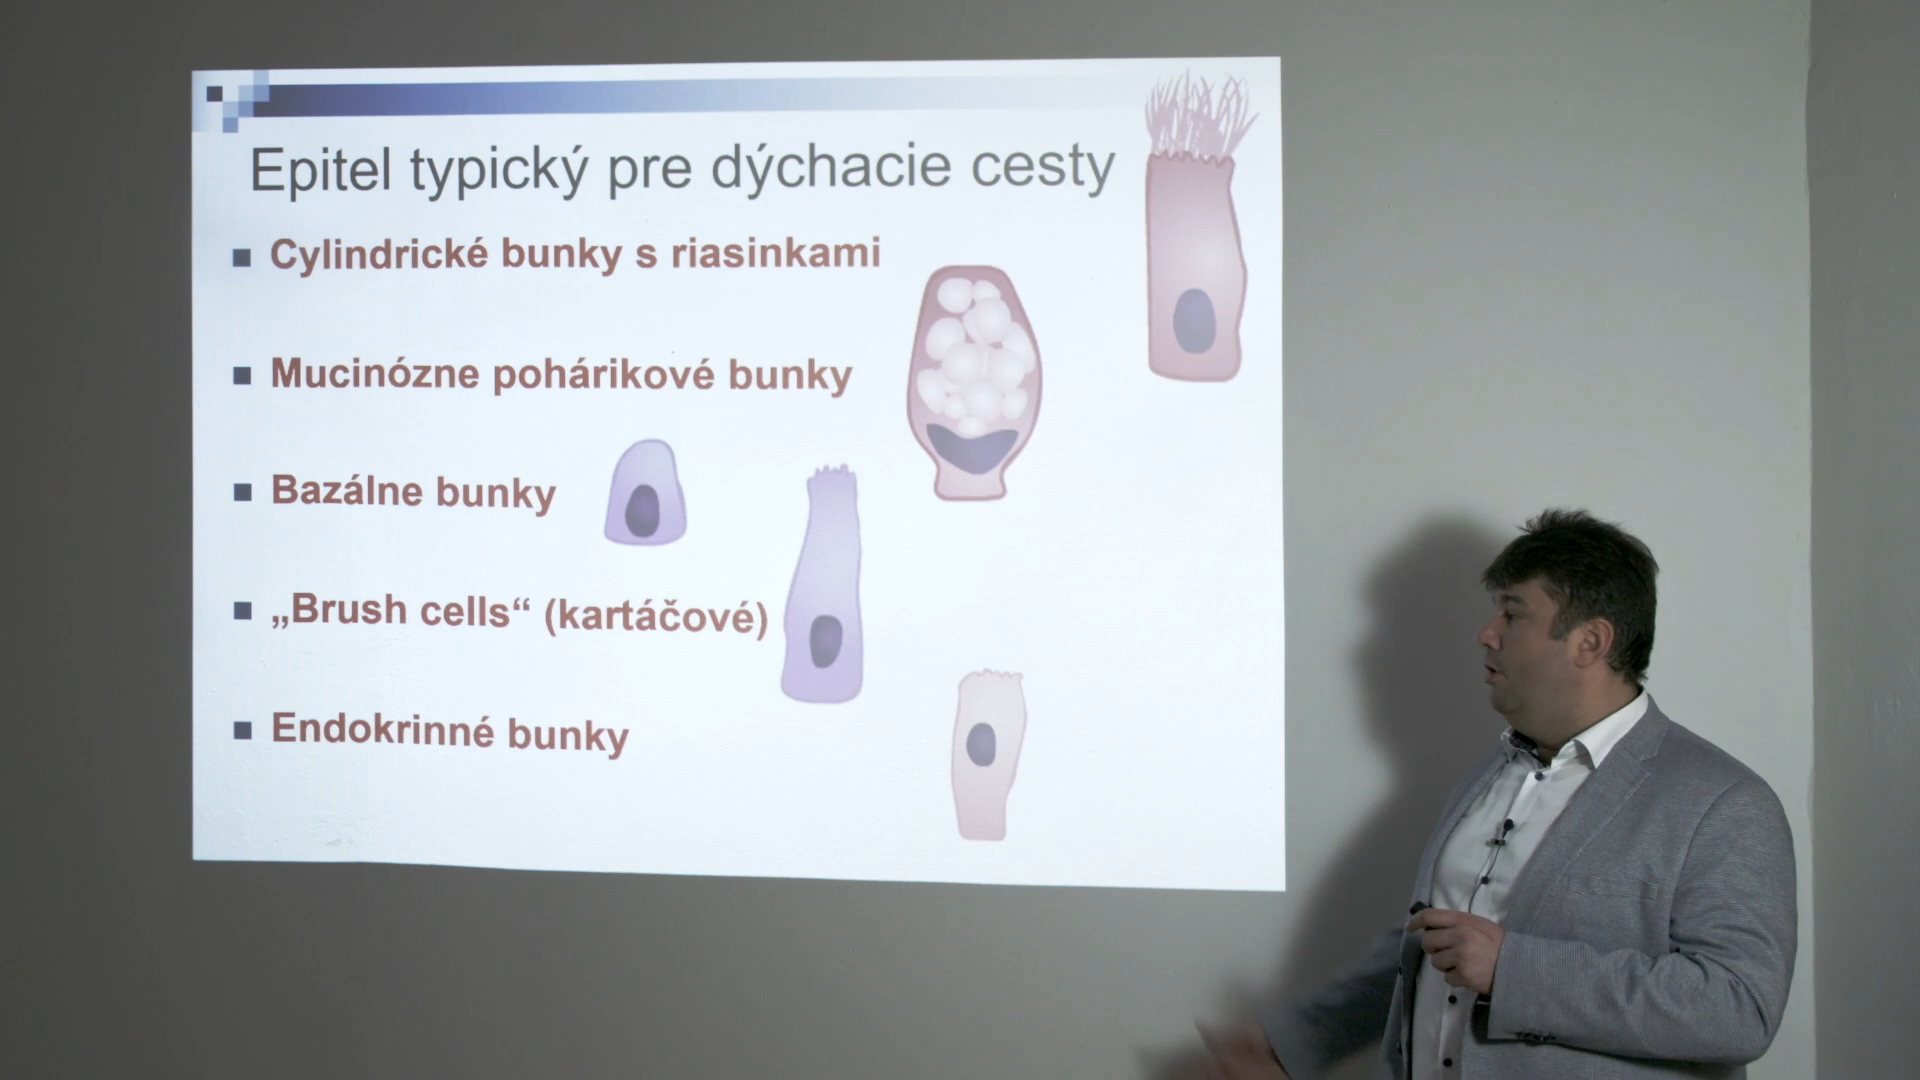 Epitel typický pre dýchacie cesty
Cylindrické bunky s riasinkami
Mucinózne pohárikové bunky
Bazálne bunky
„Brush cells“ (kartáčové)
Endokrinné bunky